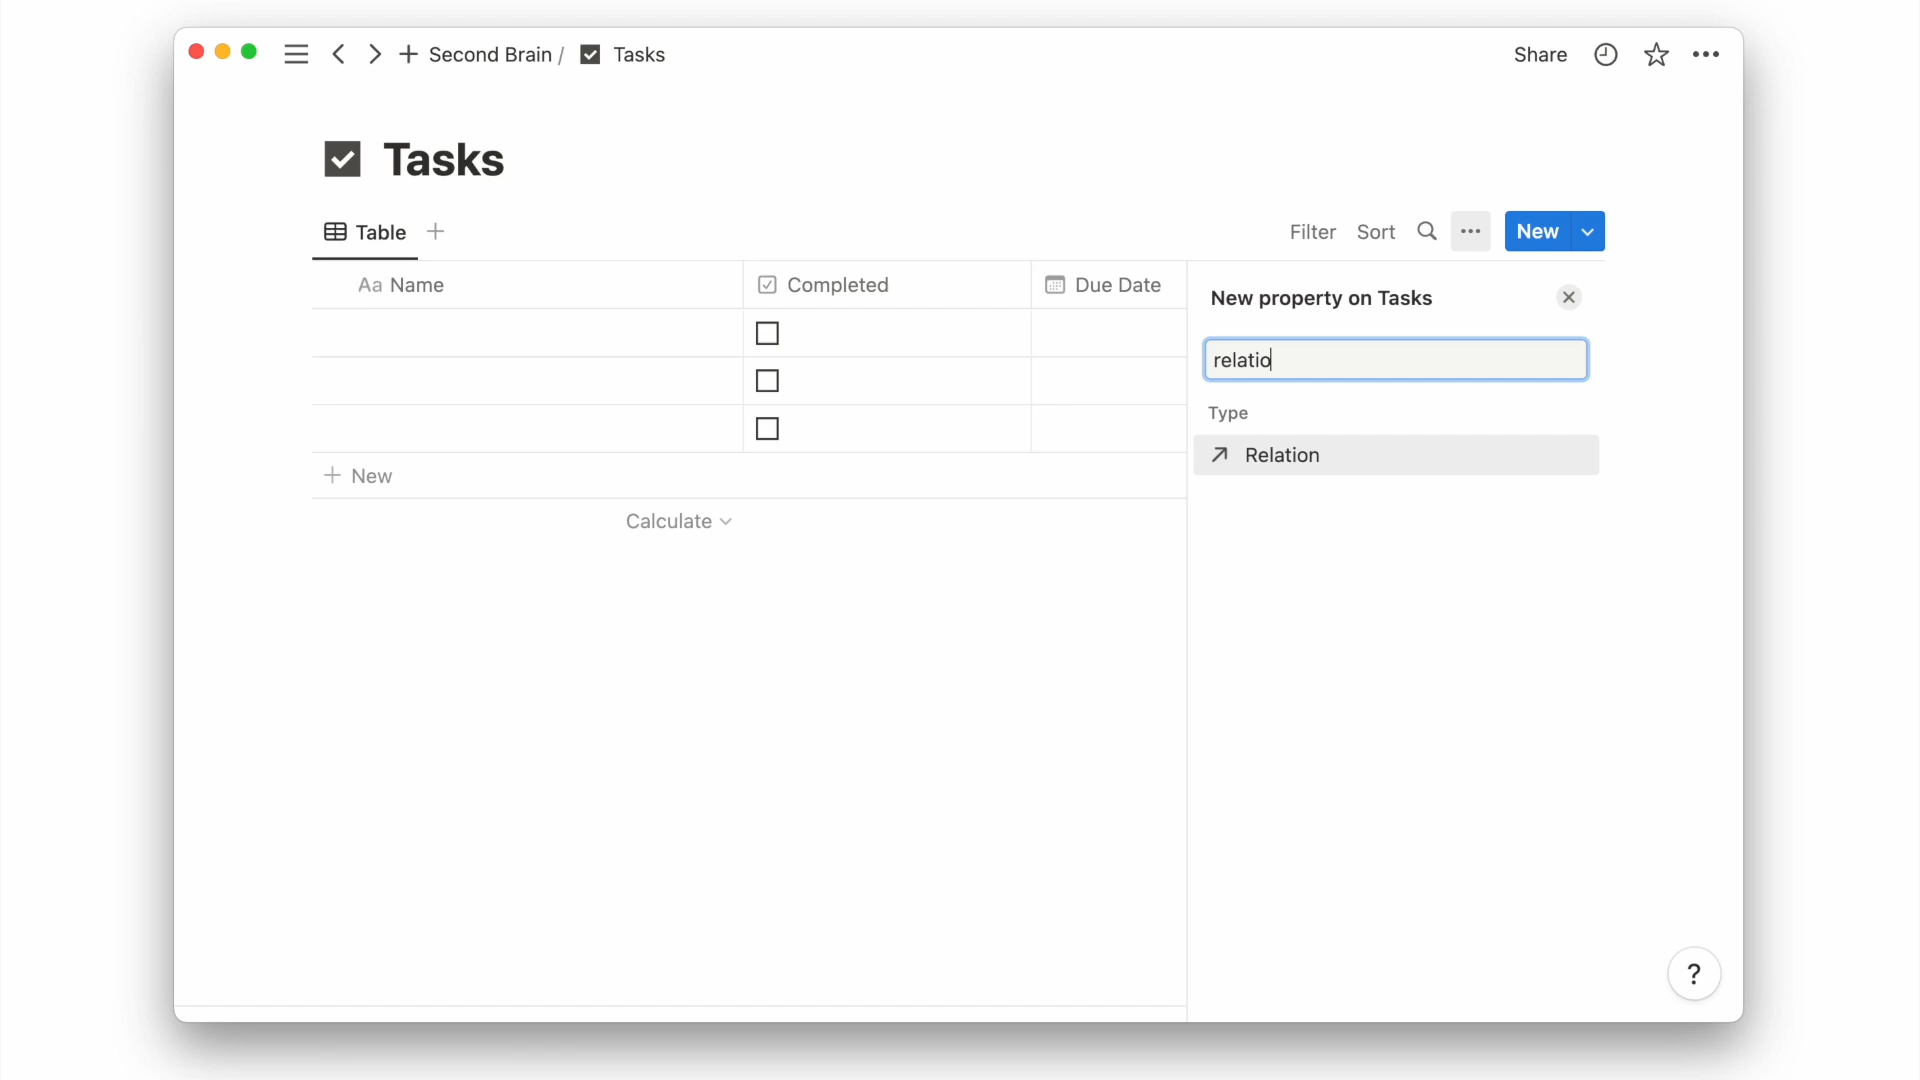 Second Brain / Tasks
Share
Tasks
Table
Filter Sort
New
Aa Name
Completed
Due Date
New property on Tasks
relatio
Type
Relation
+ New
Calculate
?